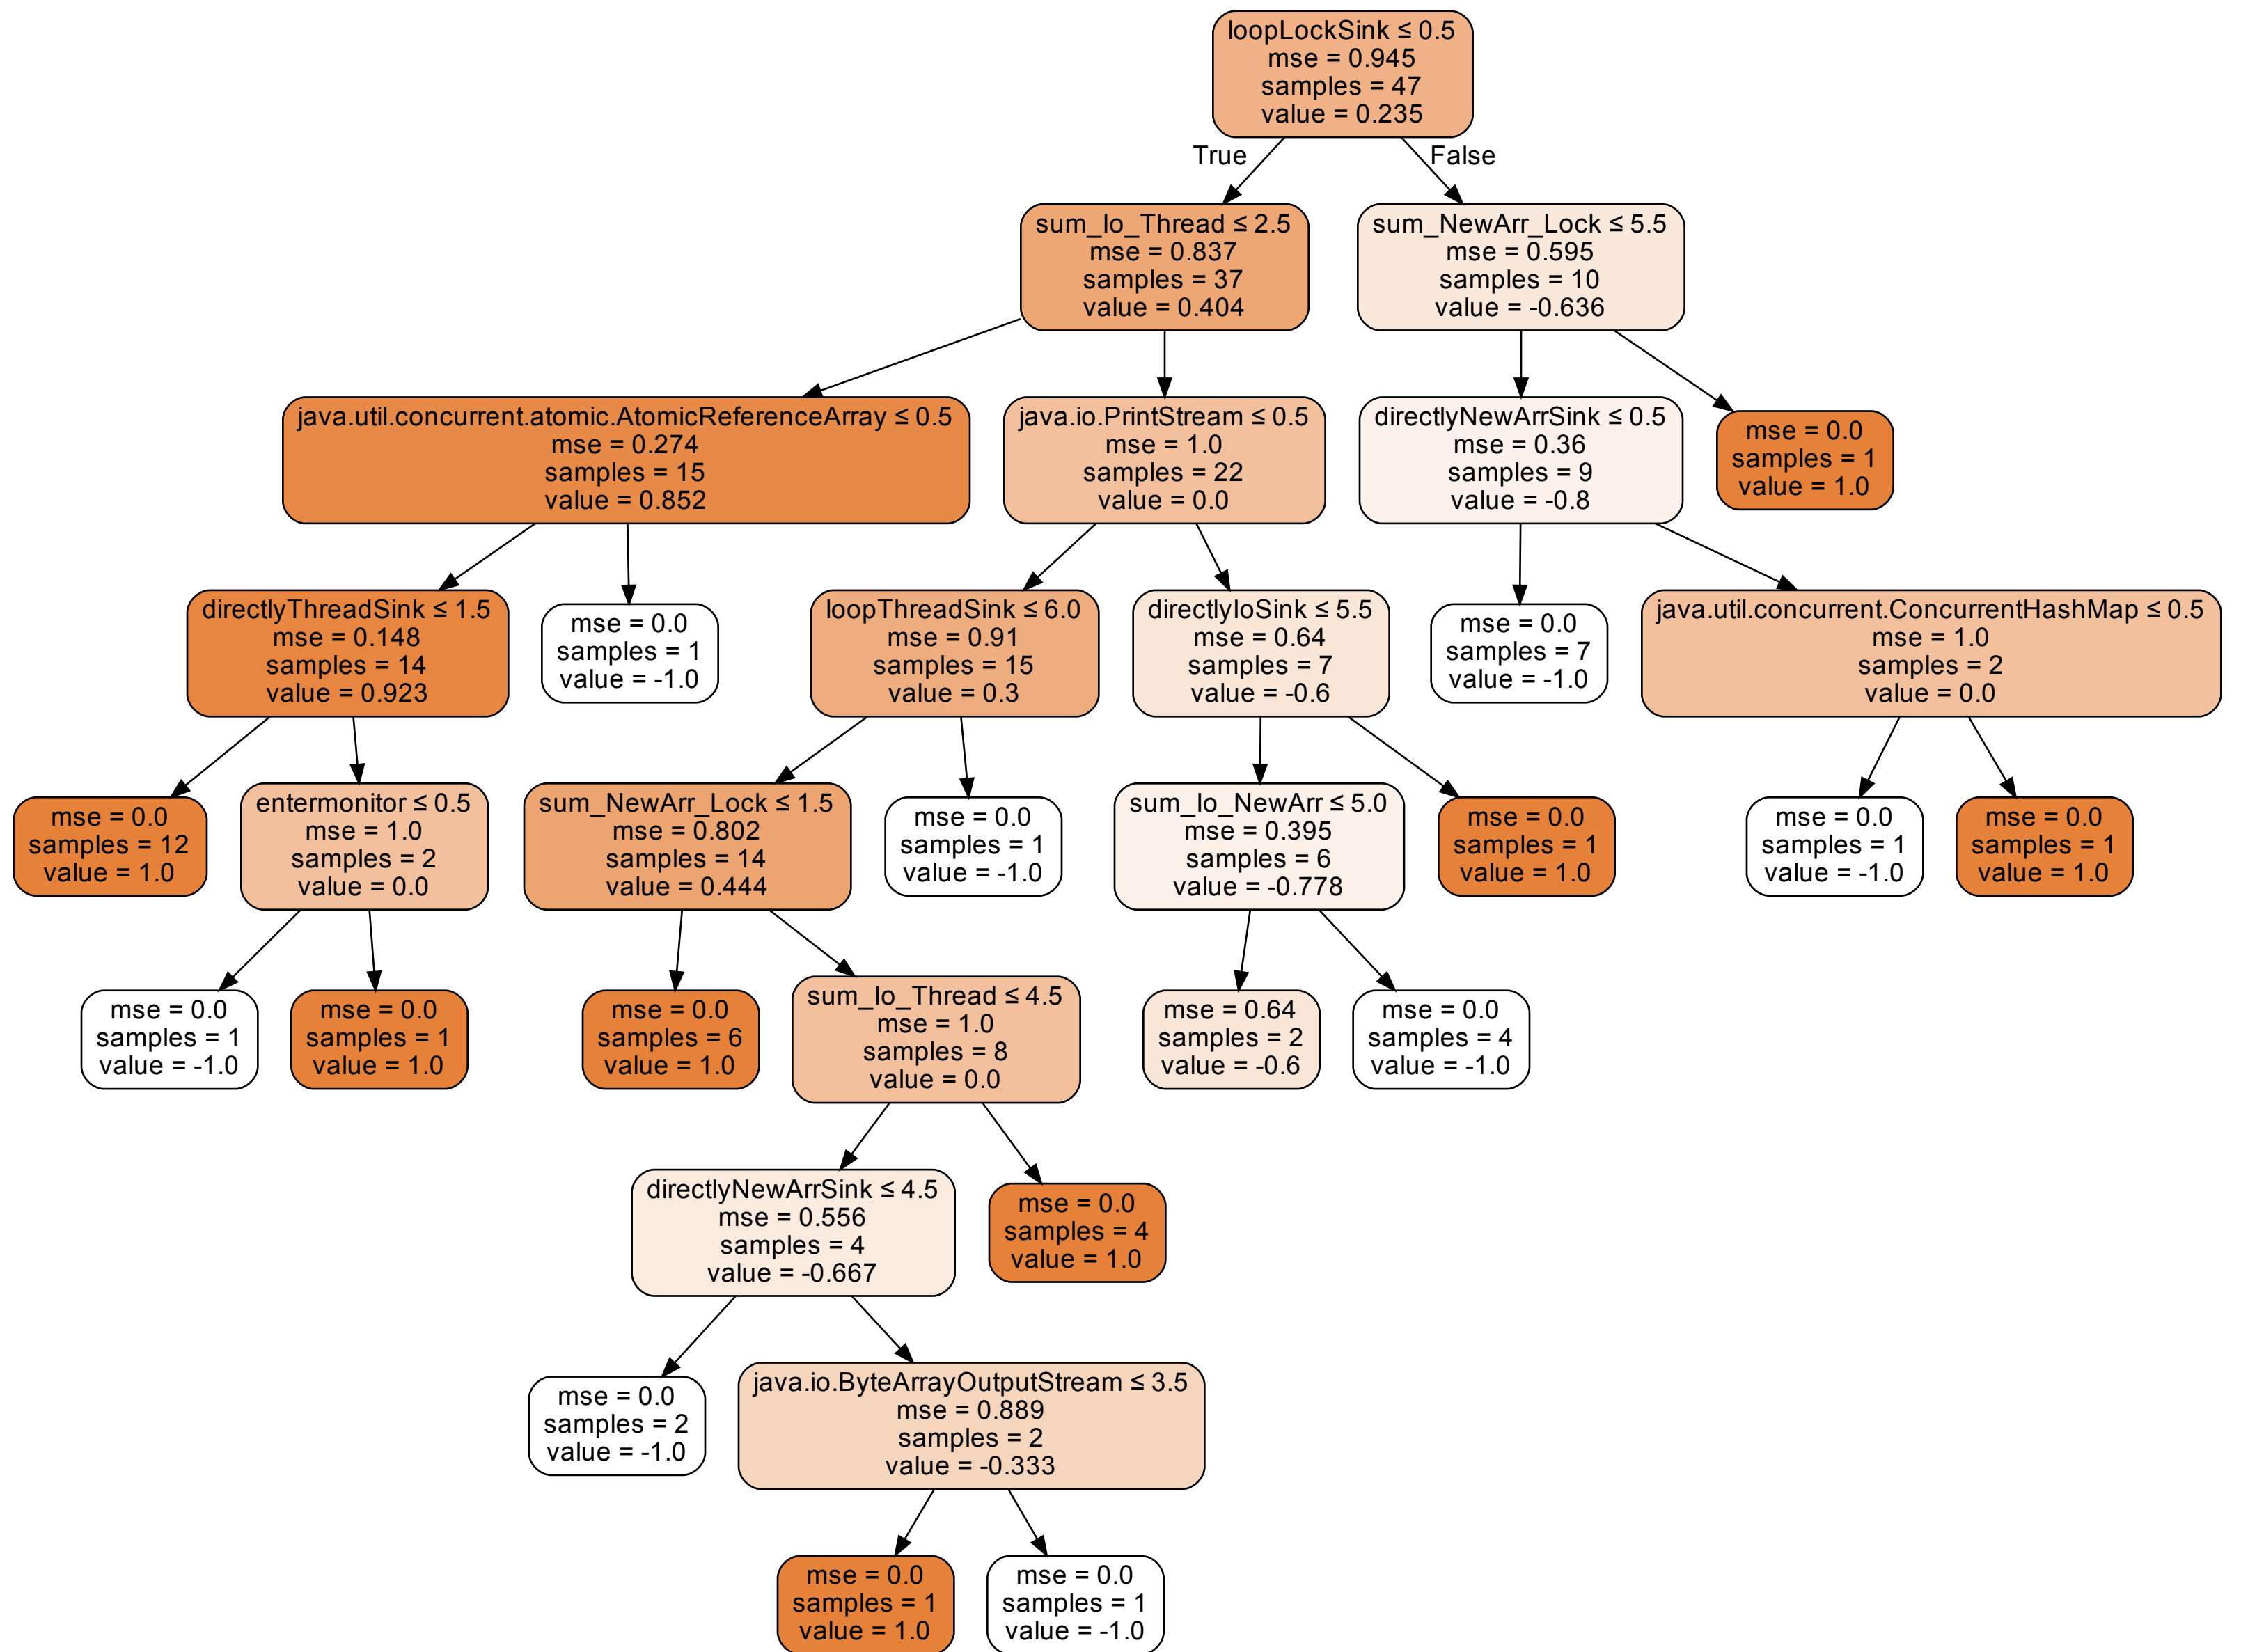 loopLockSink ≤ 0.5
mse = 0.945
samples = 47
value = 0.235
True
False
sum_Io_Thread ≤ 2.5
mse = 0.837
samples = 37
value = 0.404
sum_NewArr_Lock ≤ 5.5
mse = 0.595
samples = 10
value = -0.636
java.util.concurrent.atomic.AtomicReferenceArray ≤ 0.5
mse = 0.274
samples = 15
value = 0.852
java.io.PrintStream ≤ 0.5
mse = 1.0
samples = 22
value = 0.0
directlyNewArrSink ≤ 0.5
mse = 0.36
samples = 9
value = -0.8
mse = 0.0
samples = 1
value = 1.0
directlyThreadSink ≤ 1.5
mse = 0.148
samples = 14
value = 0.923
mse = 0.0
samples = 1
value = -1.0
loopThreadSink ≤ 6.0
mse = 0.91
samples = 15
value = 0.3
directlyIoSink ≤ 5.5
mse = 0.64
samples = 7
value = -0.6
mse = 0.0
samples = 7
value = -1.0
java.util.concurrent.ConcurrentHashMap ≤ 0.5
mse = 1.0
samples = 2
value = 0.0
mse = 0.0
samples = 12
value = 1.0
entermonitor ≤ 0.5
mse = 1.0
samples = 2
value = 0.0
sum_NewArr_Lock ≤ 1.5
mse = 0.802
samples = 14
value = 0.444
mse = 0.0
samples = 1
value = -1.0
sum_Io_NewArr ≤ 5.0
mse = 0.395
samples = 6
value = -0.778
mse = 0.0
samples = 1
value = 1.0
mse = 0.0
samples = 1
value = -1.0
mse = 0.0
samples = 1
value = 1.0
mse = 0.0
samples = 1
value = -1.0
mse = 0.0
samples = 1
value = 1.0
mse = 0.0
samples = 6
value = 1.0
sum_Io_Thread ≤ 4.5
mse = 1.0
samples = 8
value = 0.0
mse = 0.64
samples = 2
value = -0.6
mse = 0.0
samples = 4
value = -1.0
directlyNewArrSink ≤ 4.5
mse = 0.556
samples = 4
value = -0.667
mse = 0.0
samples = 4
value = 1.0
mse = 0.0
samples = 2
value = -1.0
java.io.ByteArrayOutputStream ≤ 3.5
mse = 0.889
samples = 2
value = -0.333
mse = 0.0
samples = 1
value = 1.0
mse = 0.0
samples = 1
value = -1.0